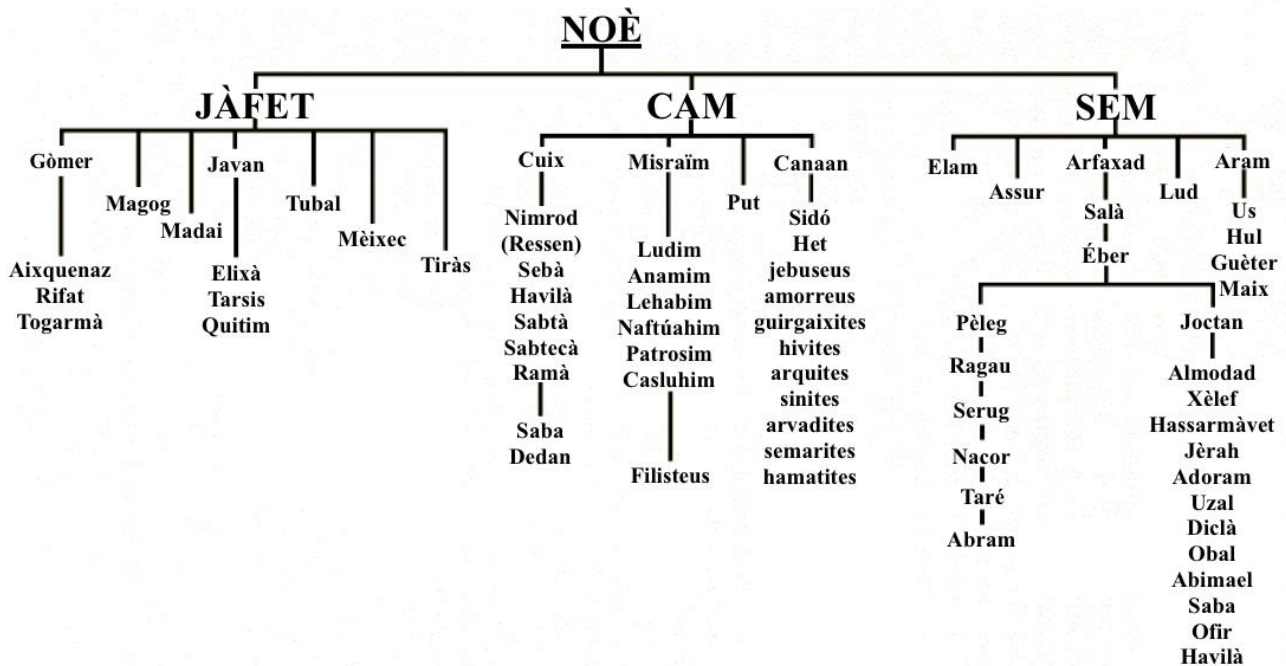 NOÈ
JÀFET
CAM
SEM
Gòmer
Magog
Madai
Javan
Tubal
Mèixec
Tiràs
Aixquenaz
Rifat
Togarmà
Elixà
Tarsis
Quitim
Cuix
Misraïm
Put
Canaan
Nimrod
(Ressen)
Sebà
Havilà
Sabtà
Sabtecà
Ramà
Saba
Dedan
Ludim
Anamim
Lehabim
Naftúahim
Patrosim
Casluhim
Filisteus
Sidó
Het
jebuseus
amorreus
guirgaixites
hivites
arquites
sinites
arvadites
semarites
hamatites
Elam
Assur
Arfaxad
Lud
Aram
Salà
Éber
Us
Hul
Guèter
Maix
Pèleg
Ragau
Serug
Nacor
Taré
Abram
Joctan
Almodad
Xèlef
Hassarmàvet
Jèrah
Adoram
Uzal
Diclà
Obal
Abimael
Saba
Ofir
Havilà